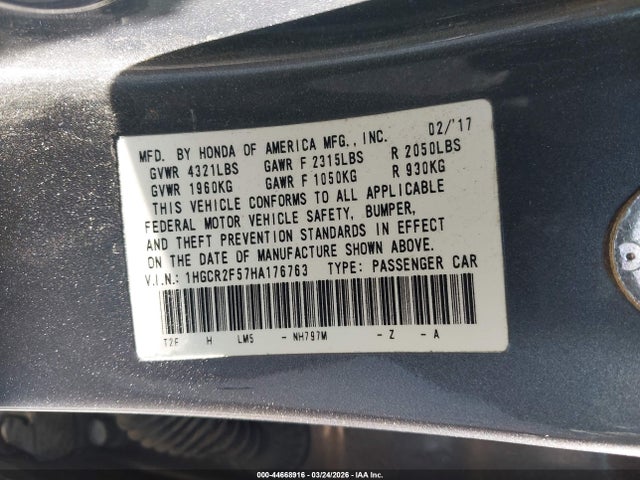 MFD. BY HONDA OF AMERICA MFG., INC. 02/'17
GVWR 4321LBS GAWR F 2315LBS R 2050LBS
GVWR 1960KG GAWR F 1050KG R 930KG
THIS VEHICLE CONFORMS TO ALL APPLICABLE
FEDERAL MOTOR VEHICLE SAFETY, BUMPER,
AND THEFT PREVENTION STANDARDS IN EFFECT
ON THE DATE OF MANUFACTURE SHOWN ABOVE.
V.I.N.: 1HGCR2F57HA176763 TYPE: PASSENGER CAR
T2F H LM5 - NH797M - Z - A
000-44668916 - 03/24/2026 - IAA Inc.